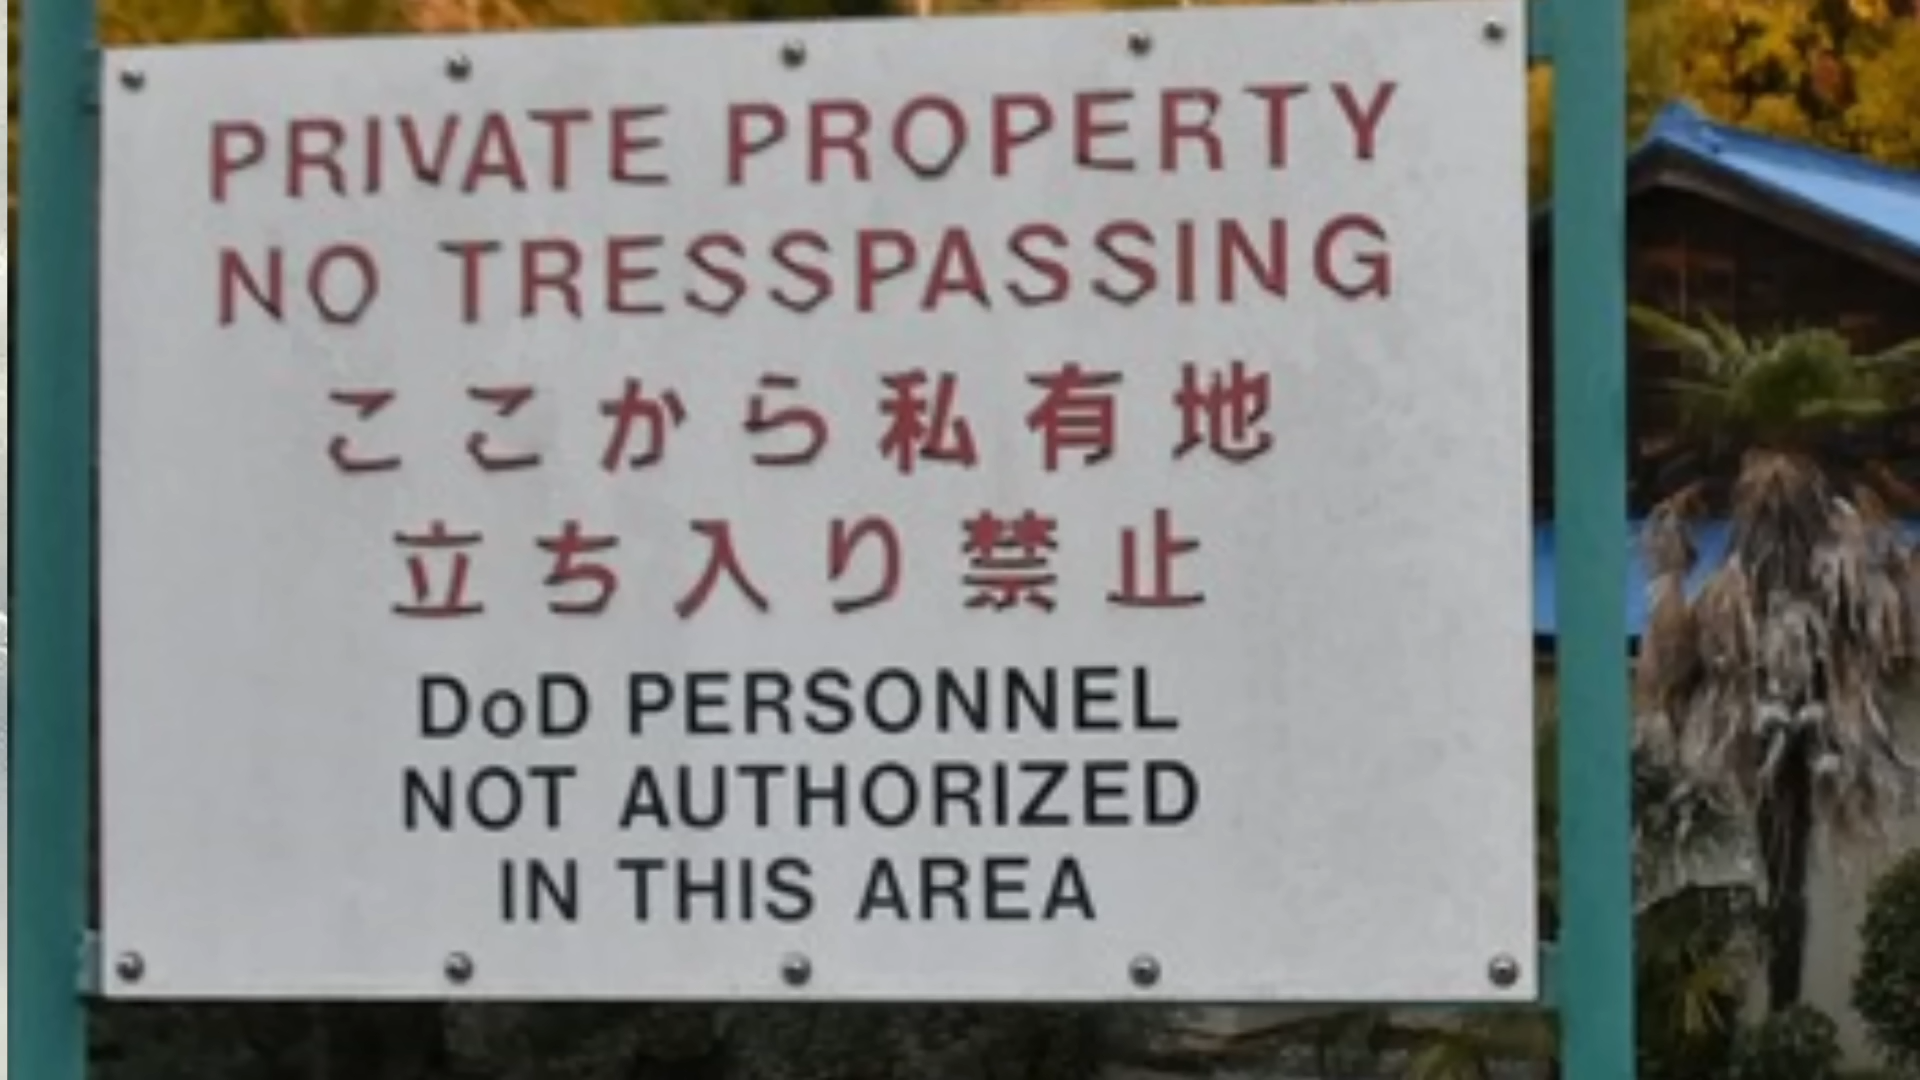 PRIVATE PROPERTY
NO TRESSPASSING
ここから私有地
立ち入り禁止
DoD PERSONNEL
NOT AUTHORIZED
IN THIS AREA